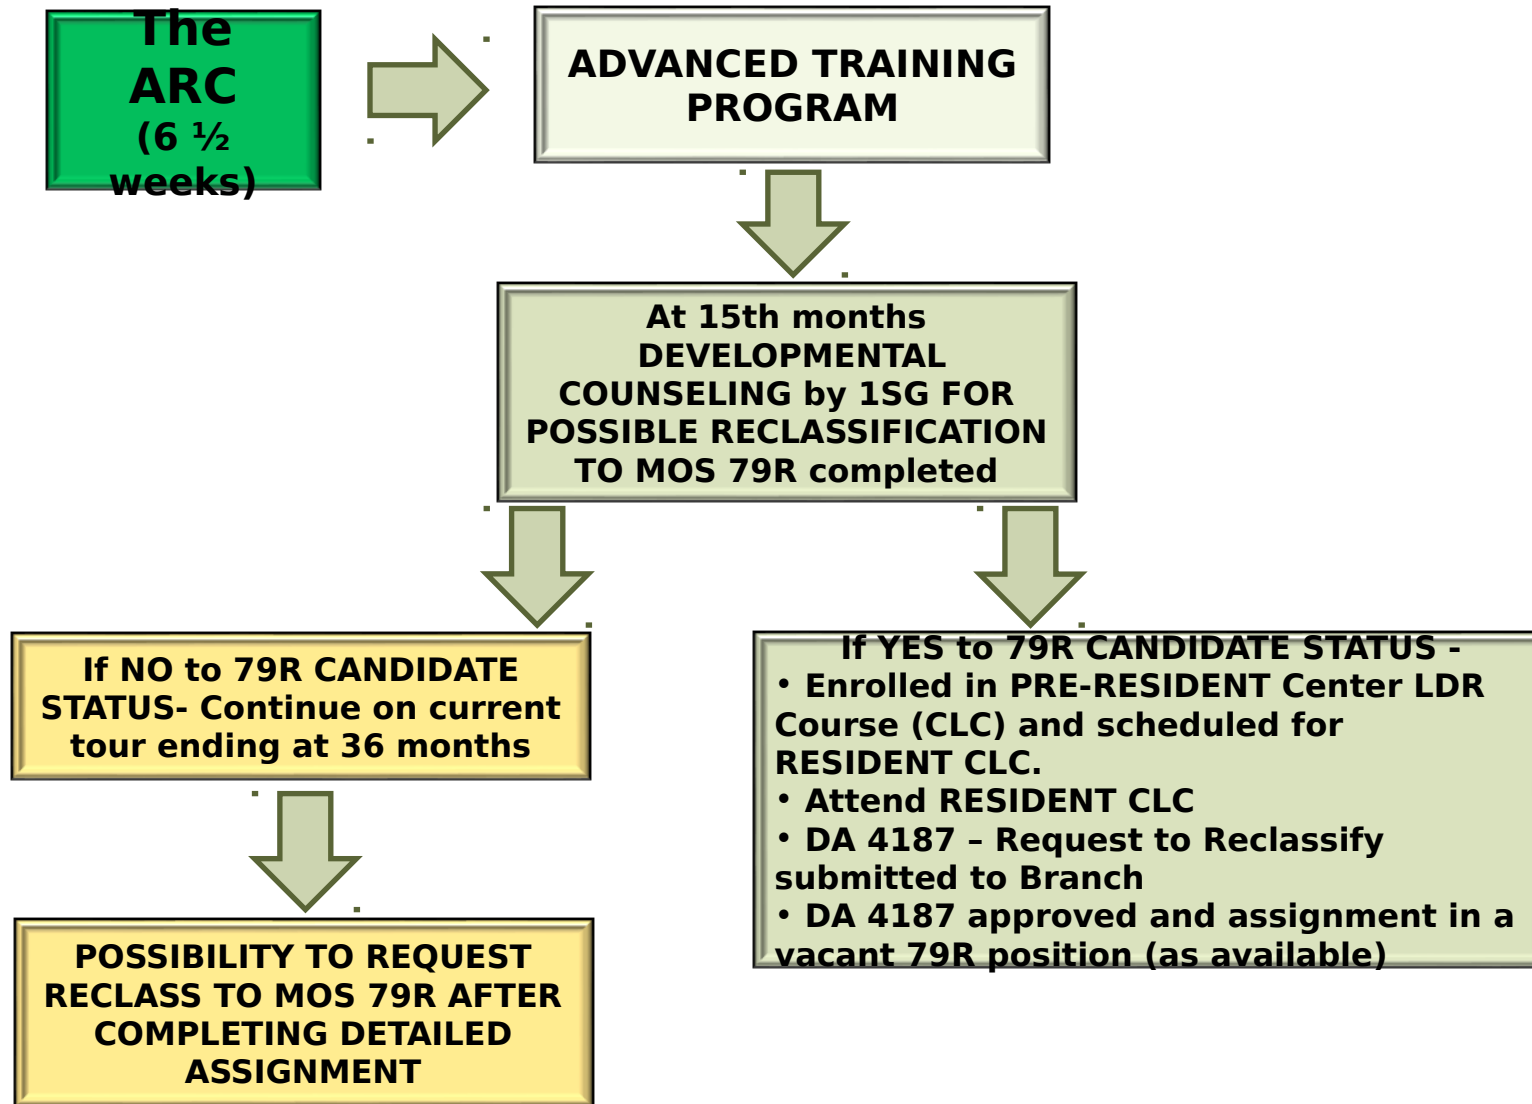 The
ARC
(6 ½
weeks)
ADVANCED TRAINING
PROGRAM
At 15th months
DEVELOPMENTAL
COUNSELING by 1SG FOR
POSSIBLE RECLASSIFICATION
TO MOS 79R completed
If NO to 79R CANDIDATE
STATUS- Continue on current
tour ending at 36 months
If YES to 79R CANDIDATE STATUS -
• Enrolled in PRE-RESIDENT Center LDR
Course (CLC) and scheduled for
RESIDENT CLC.
• Attend RESIDENT CLC
• DA 4187 – Request to Reclassify
submitted to Branch
• DA 4187 approved and assignment in a
vacant 79R position (as available)
POSSIBILITY TO REQUEST
RECLASS TO MOS 79R AFTER
COMPLETING DETAILED
ASSIGNMENT